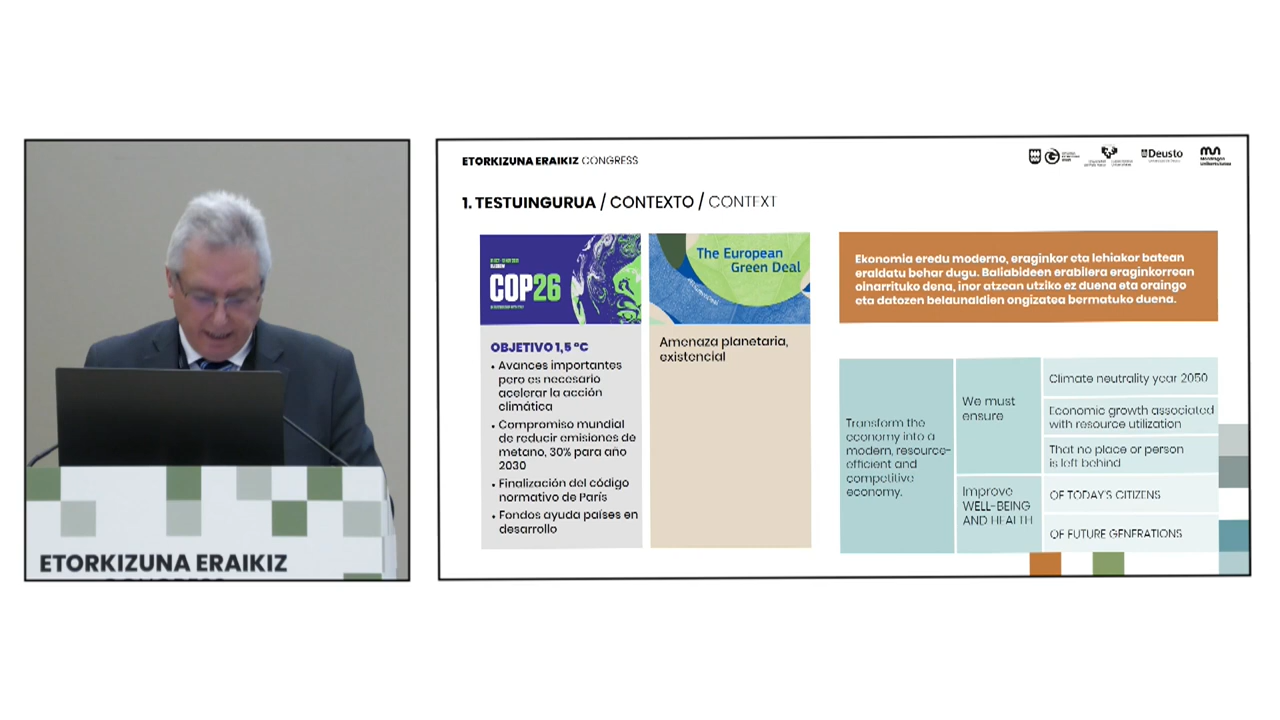 ETORKIZUNA ERAIKIZ
CONGRESS
ETORKIZUNA ERAIKIZ CONGRESS
Deusto
Mondragon
Unibertsitatea
1. TESTUINGURUA / CONTEXTO / CONTEXT
GLASGOW
COP26
OBJETIVO 1,5 ºC
• Avances importantes
pero es necesario
acelerar la acción
climática
• Compromiso mundial
de reducir emisiones de
metano, 30% para año
2030
• Finalización del código
normativo de París
• Fondos ayuda países en
desarrollo
The European
Green Deal
Amenaza planetaria,
existencial
Ekonomia eredu moderno, eraginkor eta lehiakor batean
eraldatu behar dugu. Baliabideen erabilera eraginkorrean
oinarrituko dena, inor atzean utziko ez duena eta oraingo
eta datozen belaunaldien ongizatea bermatuko duena.
Transform the
economy into a
modern, resource-
efficient and
competitive
economy.
We must
ensure
Climate neutrality year 2050
Economic growth associated
with resource utilization
That no place or person
is left behind
Improve
WELL-BEING
AND HEALTH
OF TODAY'S CITIZENS
OF FUTURE GENERATIONS